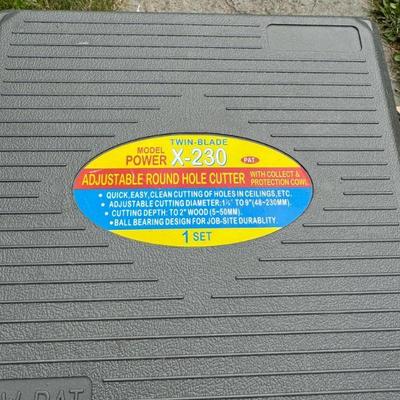 TWIN-BLADE
MODEL
POWER X-230 PAT
ADJUSTABLE ROUND HOLE CUTTER WITH COLLECT &
PROTECTION COWL
• QUICK,EASY,CLEAN CUTTING OF HOLES IN CEILINGS,ETC.
• ADJUSTABLE CUTTING DIAMETER:1⅞" TO 9"(48~230MM).
• CUTTING DEPTH: TO 2" WOOD (5~50MM).
•BALL BEARING DESIGN FOR JOB-SITE DURABLITY.
1 SET
PAT